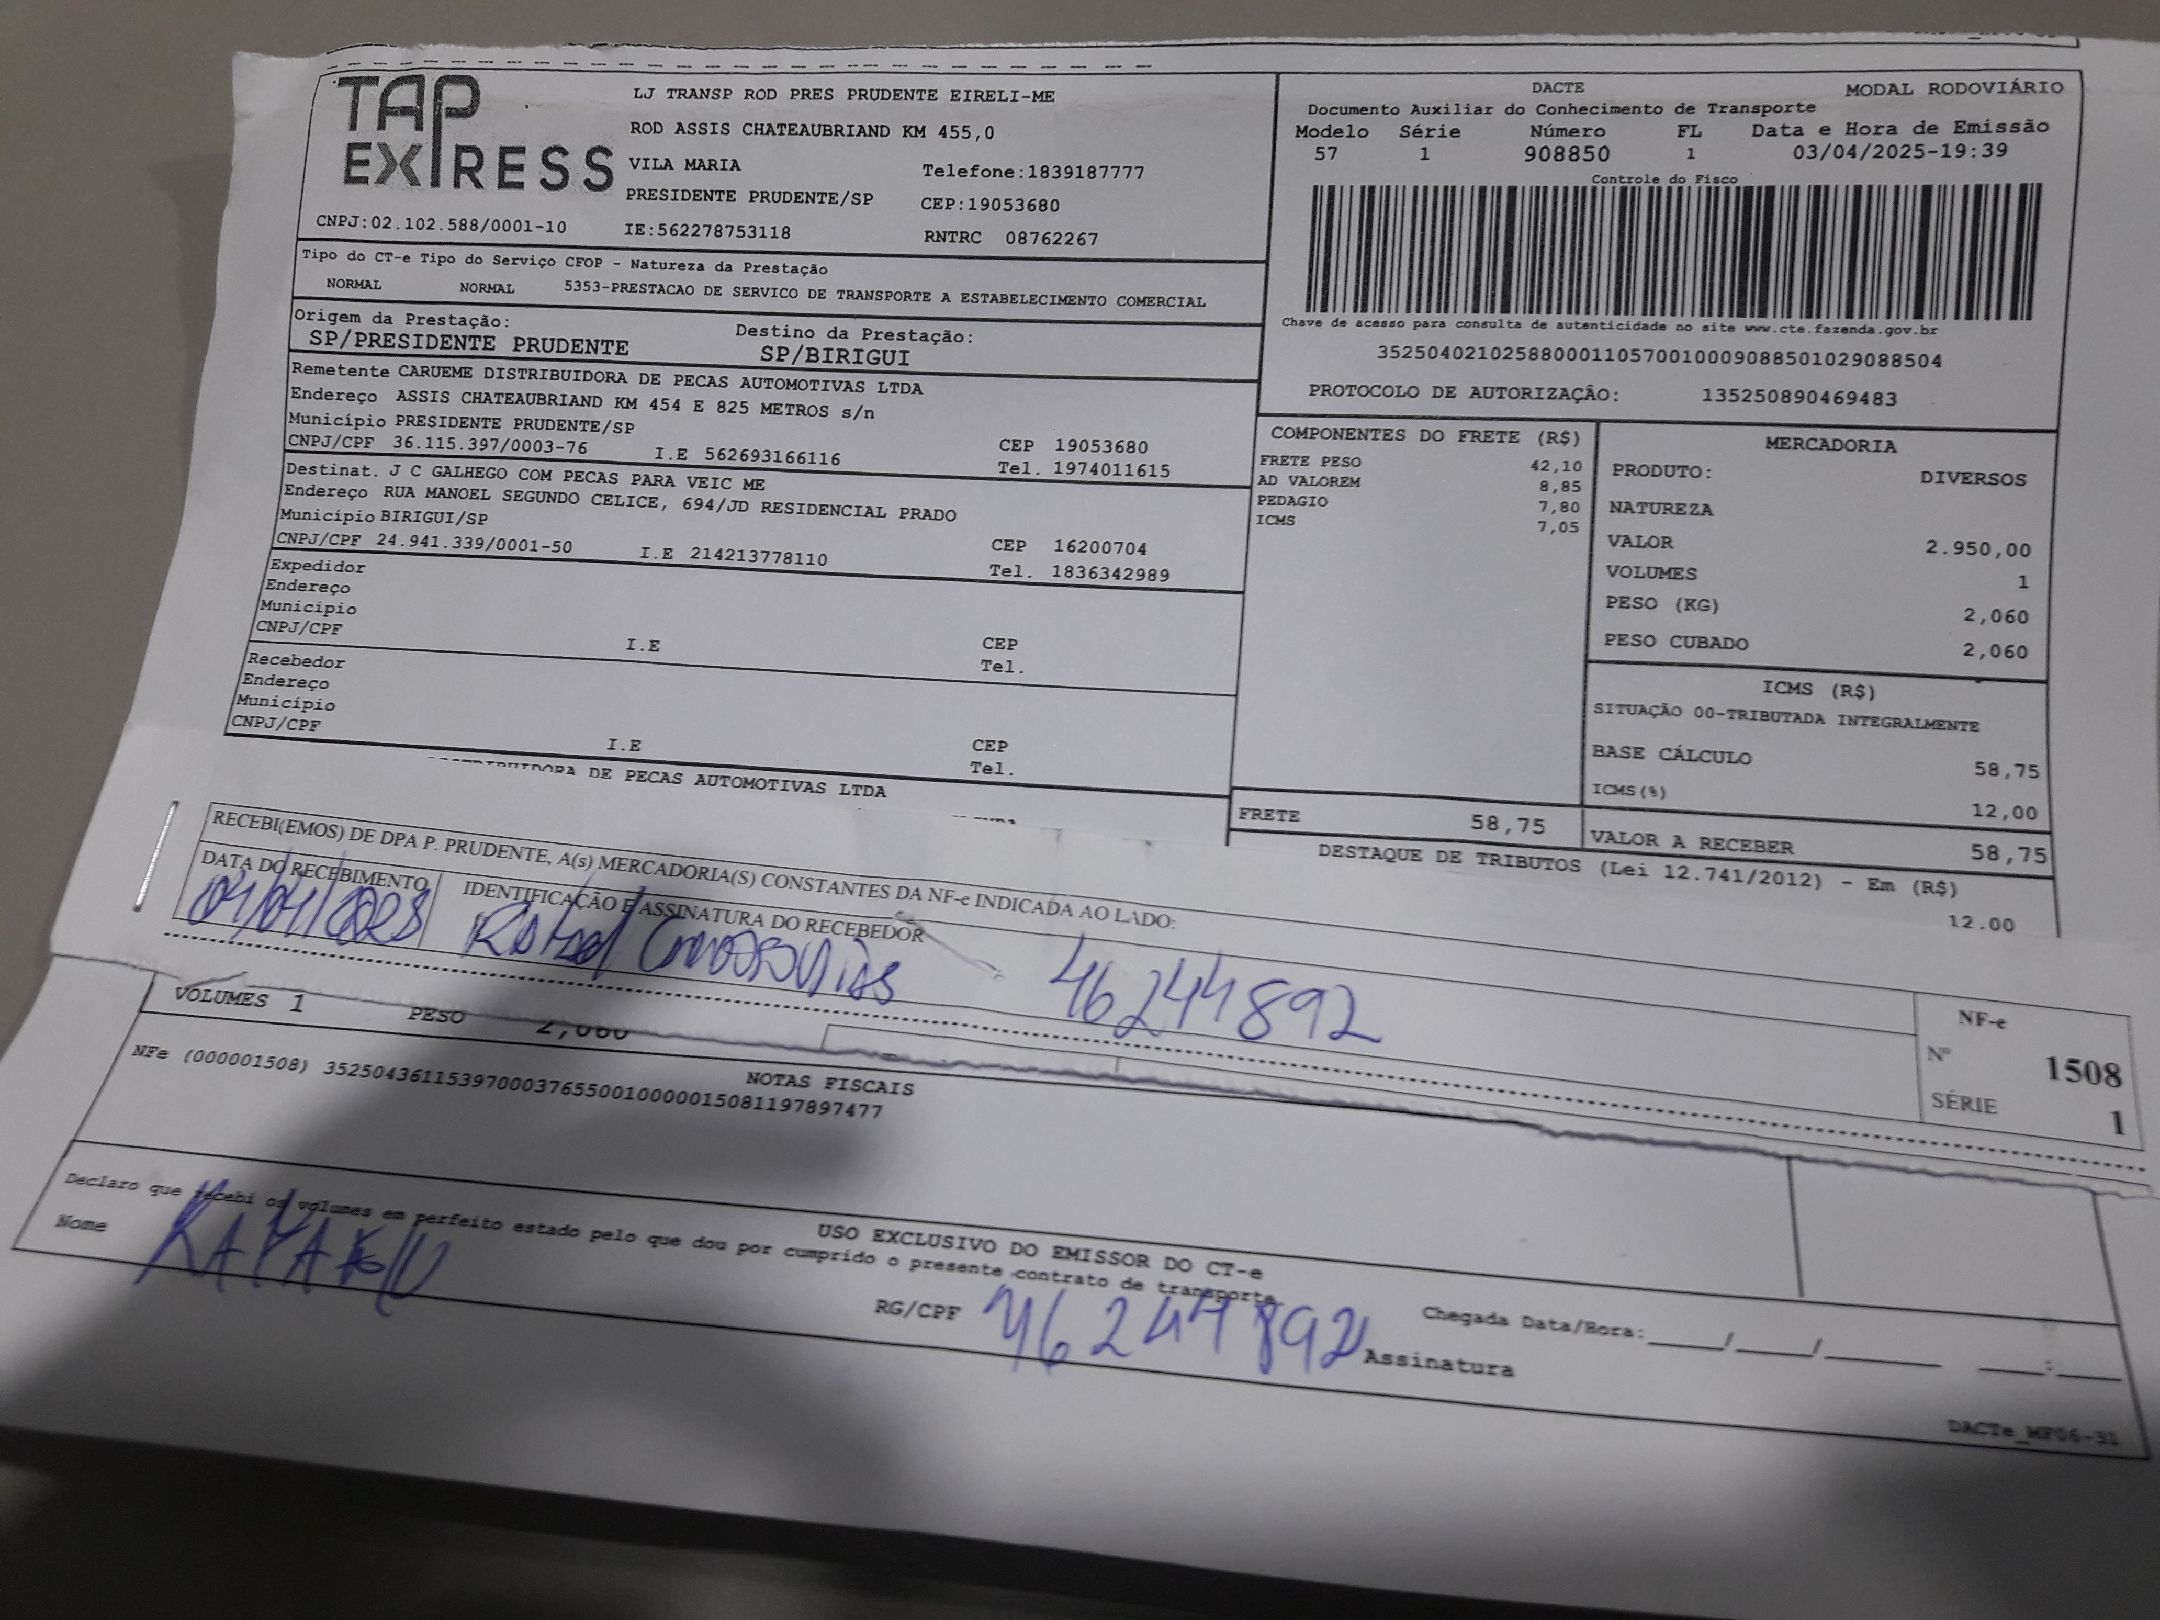 TAP EXPRESS
LJ TRANSP ROD PRES PRUDENTE EIRELI-ME
ROD ASSIS CHATEAUBRIAND KM 455,0
VILA MARIA Telefone:1839187777
PRESIDENTE PRUDENTE/SP CEP:19053680
CNPJ:02.102.588/0001-10 IE:562278753118 RNTRC 08762267
DACTE MODAL RODOVIÁRIO
Documento Auxiliar do Conhecimento de Transporte
Modelo Série Número FL Data e Hora de Emissão
57 1 908850 1 03/04/2025-19:39
Controle do Fisco
Chave de acesso para consulta de autenticidade no site www.cte.fazenda.gov.br
35250402102588000110570010009088501029088504
PROTOCOLO DE AUTORIZAÇÃO: 135250890469483
Tipo do CT-e Tipo do Serviço CFOP - Natureza da Prestação
NORMAL NORMAL 5353-PRESTACAO DE SERVICO DE TRANSPORTE A ESTABELECIMENTO COMERCIAL
Origem da Prestação: Destino da Prestação:
SP/PRESIDENTE PRUDENTE SP/BIRIGUI
Remetente CARUEME DISTRIBUIDORA DE PECAS AUTOMOTIVAS LTDA
Endereço ASSIS CHATEAUBRIAND KM 454 E 825 METROS s/n
Município PRESIDENTE PRUDENTE/SP CEP 19053680
CNPJ/CPF 36.115.397/0003-76 I.E 562693166116 Tel. 1974011615
Destinat. J C GALHEGO COM PECAS PARA VEIC ME
Endereço RUA MANOEL SEGUNDO CELICE, 694/JD RESIDENCIAL PRADO
Município BIRIGUI/SP CEP 16200704
CNPJ/CPF 24.941.339/0001-50 I.E 214213778110 Tel. 1836342989
Expedidor
Endereço
Município CEP
CNPJ/CPF I.E Tel.
Recebedor
Endereço
Município CEP
CNPJ/CPF I.E Tel.
DE PECAS AUTOMOTIVAS LTDA
COMPONENTES DO FRETE (R$)
FRETE PESO 42,10
AD VALOREM 8,85
PEDAGIO 7,80
ICMS 7,05
FRETE 58,75
MERCADORIA
PRODUTO: DIVERSOS
NATUREZA
VALOR 2.950,00
VOLUMES 1
PESO (KG) 2,060
PESO CUBADO 2,060
ICMS (R$)
SITUAÇÃO 00-TRIBUTADA INTEGRALMENTE
BASE CÁLCULO 58,75
ICMS(%) 12,00
VALOR A RECEBER 58,75
DESTAQUE DE TRIBUTOS (Lei 12.741/2012) - Em (R$)
12.00
RECEBI(EMOS) DE DPA P. PRUDENTE, A(s) MERCADORIA(S) CONSTANTES DA NF-e INDICADA AO LADO:
DATA DO RECEBIMENTO IDENTIFICAÇÃO E ASSINATURA DO RECEBEDOR
Rafael 46244892
NF-e
Nº 1508
SÉRIE 1
VOLUMES 1 PESO 2,060
NOTAS FISCAIS
NFe (000001508) 35250436115397000376550010000015081197897477
USO EXCLUSIVO DO EMISSOR DO CT-e
Declaro que recebi os volumes em perfeito estado pelo que dou por cumprido o presente contrato de transporte
Nome RG/CPF 46244892 Assinatura Chegada Data/Hora:____/____/______ ___:___
DACTe_MF06-31